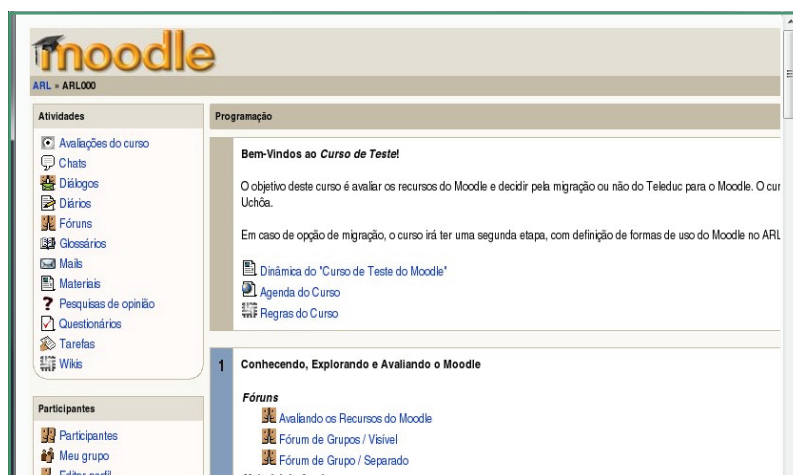 moodle
ARL » ARL000
Atividades
Avaliações do curso
Chats
Diálogos
Diários
Fóruns
Glossários
Mails
Materiais
Pesquisas de opinião
Questionários
Tarefas
Wikis
Participantes
Participantes
Meu grupo
Editar perfil
Programação
Bem-Vindos ao Curso de Teste!
O objetivo deste curso é avaliar os recursos do Moodle e decidir pela migração ou não do Teleduc para o Moodle. O cur
Uchôa.
Em caso de opção de migração, o curso irá ter uma segunda etapa, com definição de formas de uso do Moodle no ARL
Dinâmica do "Curso de Teste do Moodle"
Agenda do Curso
Regras do Curso
1 Conhecendo, Explorando e Avaliando o Moodle
Fóruns
Avaliando os Recursos do Moodle
Fórum de Grupos / Visível
Fórum de Grupo / Separado